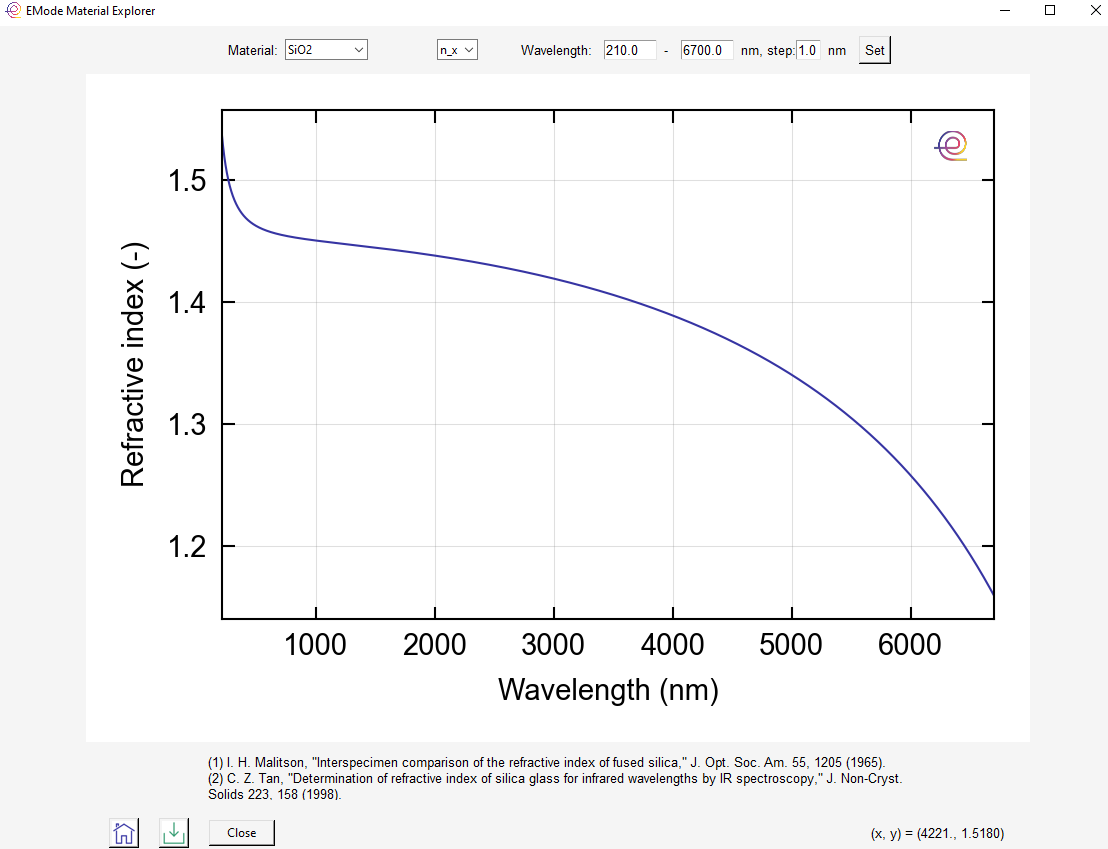 EMode Material Explorer
Material: SiO2 n_x Wavelength: 210.0 - 6700.0 nm, step: 1.0 nm Set
1.5
1.4
1.3
1.2
Refractive index (-)
1000 2000 3000 4000 5000 6000
Wavelength (nm)
(1) I. H. Malitson, "Interspecimen comparison of the refractive index of fused silica," J. Opt. Soc. Am. 55, 1205 (1965).
(2) C. Z. Tan, "Determination of refractive index of silica glass for infrared wavelengths by IR spectroscopy," J. Non-Cryst.
Solids 223, 158 (1998).
Close (x, y) = (4221., 1.5180)